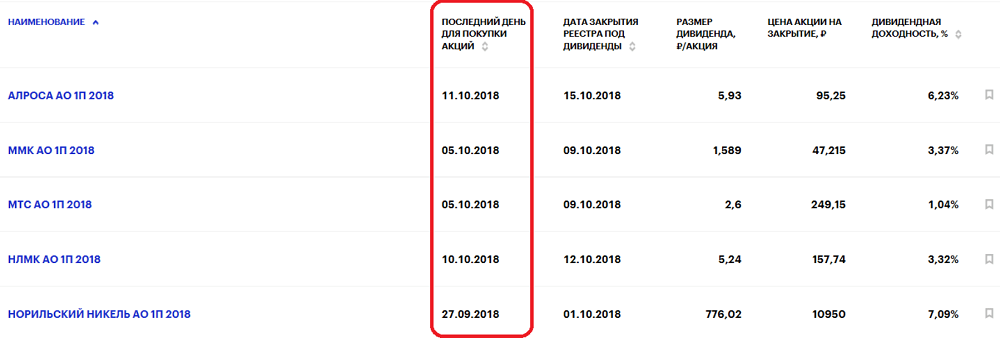 НАИМЕНОВАНИЕ ПОСЛЕДНИЙ ДЕНЬ ДАТА ЗАКРЫТИЯ РАЗМЕР ЦЕНА АКЦИИ НА ДИВИДЕНДНАЯ
ДЛЯ ПОКУПКИ РЕЕСТРА ПОД ДИВИДЕНДА, ЗАКРЫТИЕ, ₽ ДОХОДНОСТЬ, %
АКЦИЙ ДИВИДЕНДЫ ₽/АКЦИЯ
АЛРОСА АО 1П 2018 11.10.2018 15.10.2018 5,93 95,25 6,23%
ММК АО 1П 2018 05.10.2018 09.10.2018 1,589 47,215 3,37%
МТС АО 1П 2018 05.10.2018 09.10.2018 2,6 249,15 1,04%
НЛМК АО 1П 2018 10.10.2018 12.10.2018 5,24 157,74 3,32%
НОРИЛЬСКИЙ НИКЕЛЬ АО 1П 2018 27.09.2018 01.10.2018 776,02 10950 7,09%